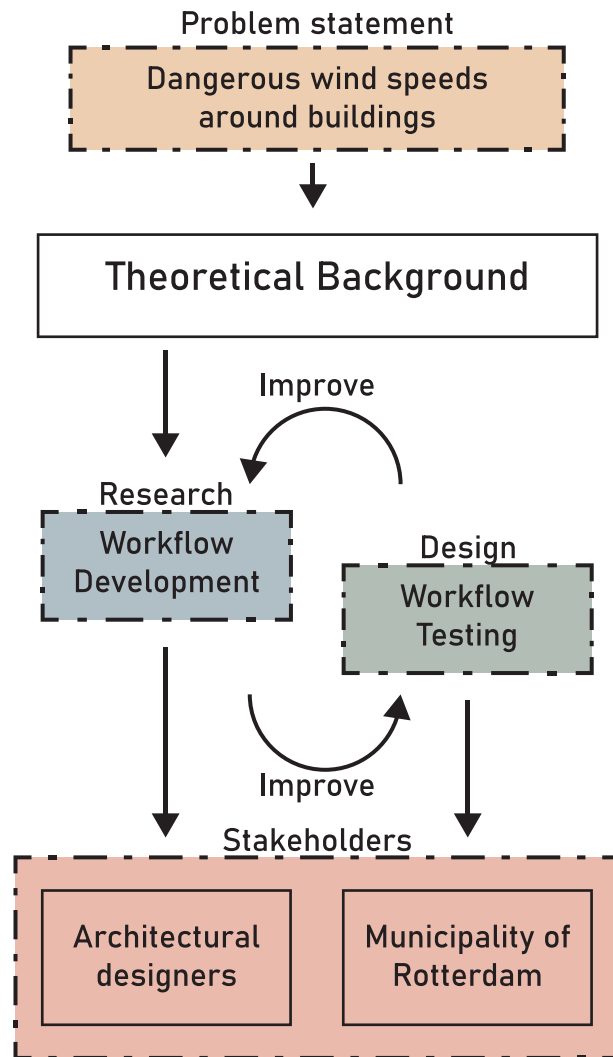 Problem statement
Dangerous wind speeds
around buildings
Theoretical Background
Improve
Research
Workflow
Development
Design
Workflow
Testing
Improve
Stakeholders
Architectural
designers
Municipality of
Rotterdam